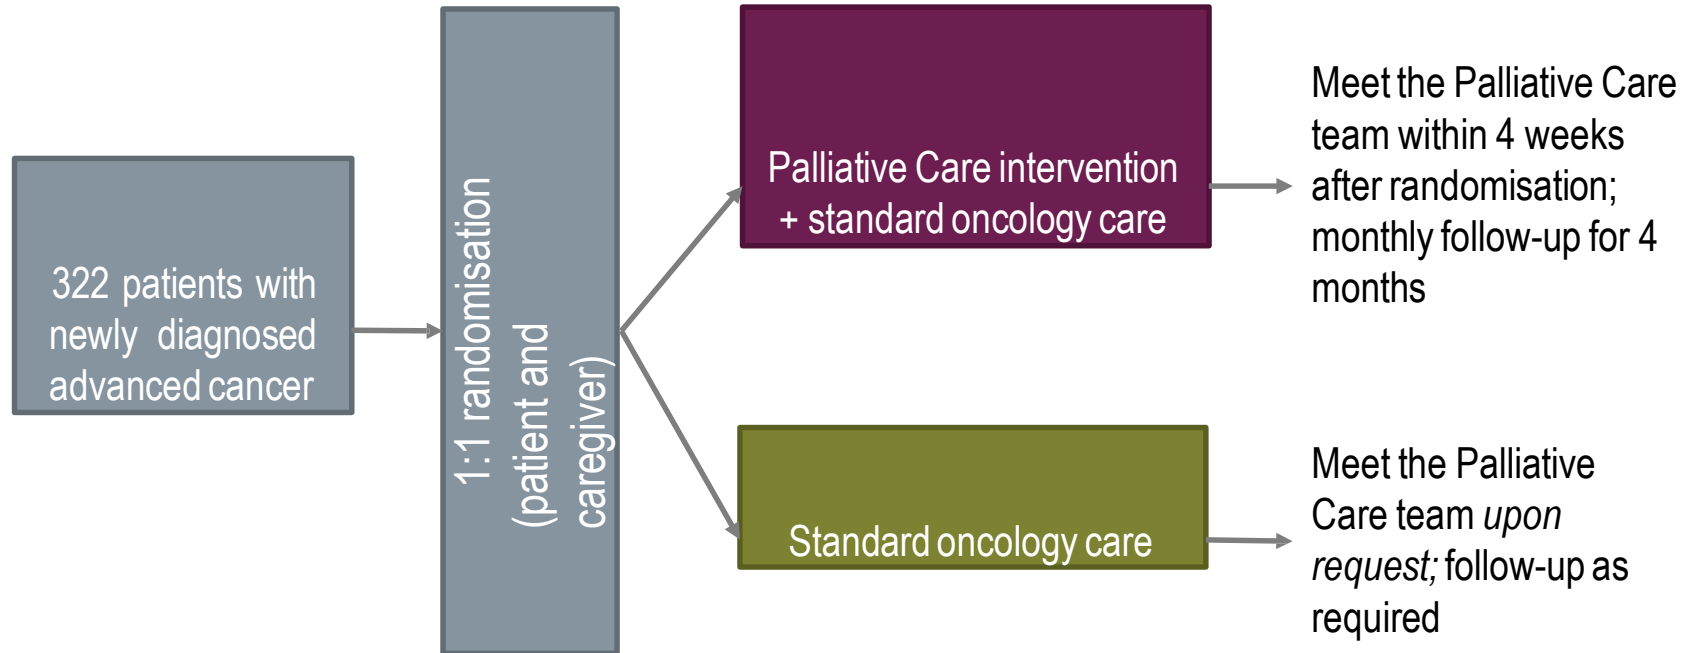 322 patients with
newly diagnosed
advanced cancer
1:1 randomisation
(patient and
caregiver)
Palliative Care intervention
+ standard oncology care
Meet the Palliative Care
team within 4 weeks
after randomisation;
monthly follow-up for 4
months
Standard oncology care
Meet the Palliative
Care team upon
request; follow-up as
required